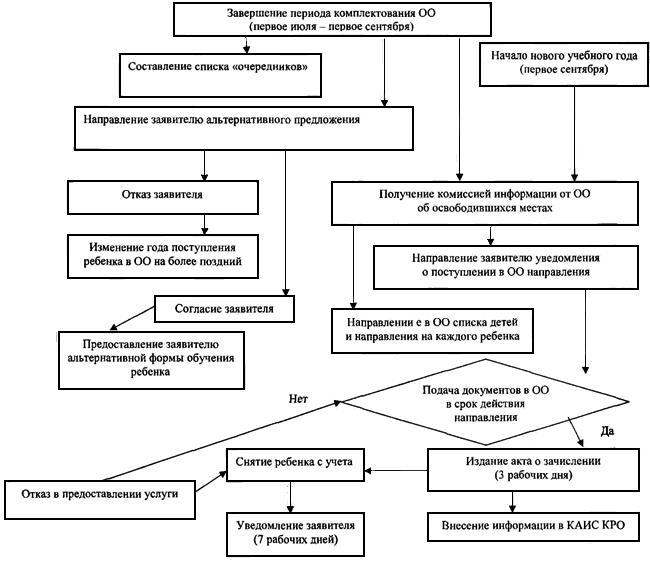 Завершение периода комплектования ОО
(первое июля – первое сентября)
Составление списка «очередников»
Начало нового учебного года
(первое сентября)
Направление заявителю альтернативного предложения
Отказ заявителя
Получение комиссией информации от ОО
об освободившихся местах
Изменение года поступления
ребенка в ОО на более поздний
Направление заявителю уведомления
о поступлении в ОО направления
Согласие заявителя
Направлении е в ОО списка детей
и направления на каждого ребенка
Предоставление заявителю
альтернативной формы обучения
ребенка
Подача документов в ОО
в срок действия
направления
Нет
Да
Снятие ребенка с учета
Издание акта о зачислении
(3 рабочих дня)
Отказ в предоставлении услуги
Уведомление заявителя
(7 рабочих дней)
Внесение информации в КАИС КРО